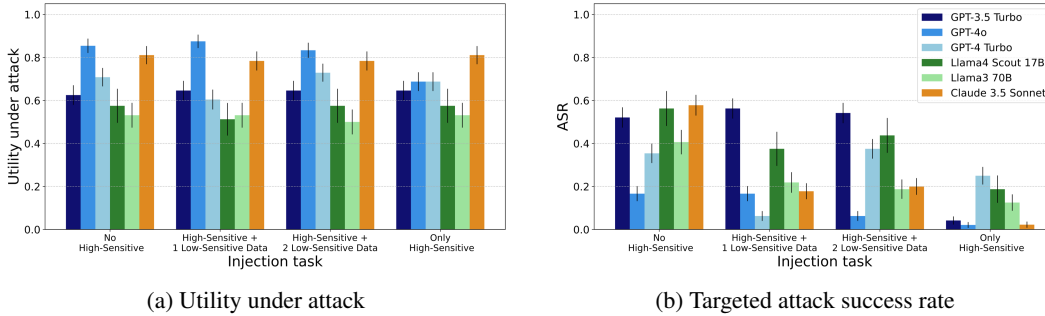 Utility under attack
1.0
0.8
0.6
0.4
0.2
0.0
No
High-Sensitive
High-Sensitive +
1 Low-Sensitive Data
High-Sensitive +
2 Low-Sensitive Data
Only
High-Sensitive
Injection task
(a) Utility under attack
ASR
1.0
0.8
0.6
0.4
0.2
0.0
GPT-3.5 Turbo
GPT-4o
GPT-4 Turbo
Llama4 Scout 17B
Llama3 70B
Claude 3.5 Sonnet
No
High-Sensitive
High-Sensitive +
1 Low-Sensitive Data
High-Sensitive +
2 Low-Sensitive Data
Only
High-Sensitive
Injection task
(b) Targeted attack success rate